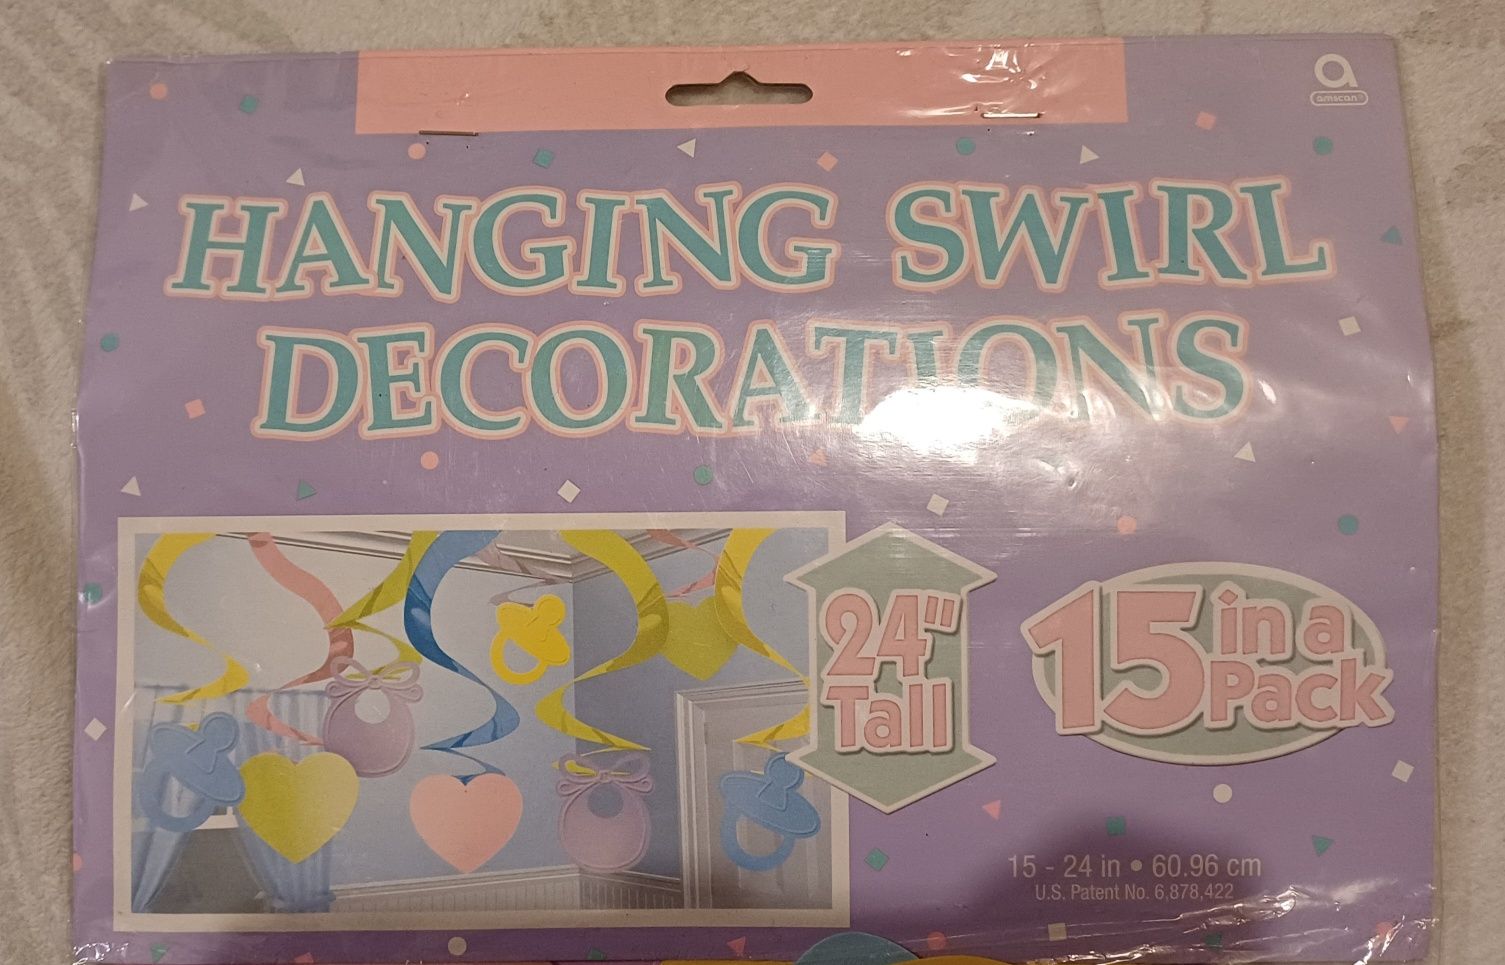 a
amscan®
HANGING SWIRL
DECORATIONS
24"
Tall
15 in a
Pack
15 - 24 in • 60.96 cm
U.S. Patent No. 6,878,422